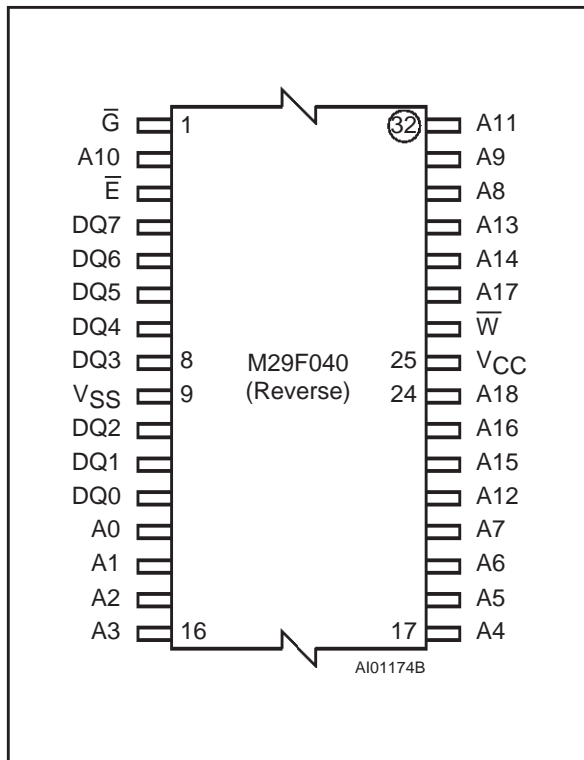 G̅ 1 32 A11
A10 A9
E̅ A8
DQ7 A13
DQ6 A14
DQ5 A17
DQ4 W̅
DQ3 8 M29F040 25 VCC
VSS 9 (Reverse) 24 A18
DQ2 A16
DQ1 A15
DQ0 A12
A0 A7
A1 A6
A2 A5
A3 16 17 A4
AI01174B